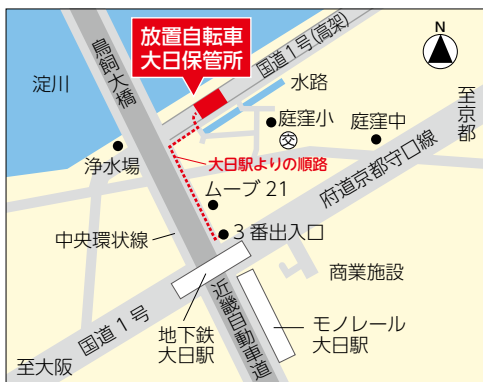 鳥飼大橋
放置自転車
大日保管所
国道1号(高架)
N
淀川
水路
至京都
庭窪小
庭窪中
交
浄水場
大日駅よりの順路
府道京都守口線
ムーブ21
中央環状線
3番出入口
商業施設
国道1号
地下鉄
大日駅
近畿自動車道
モノレール
大日駅
至大阪